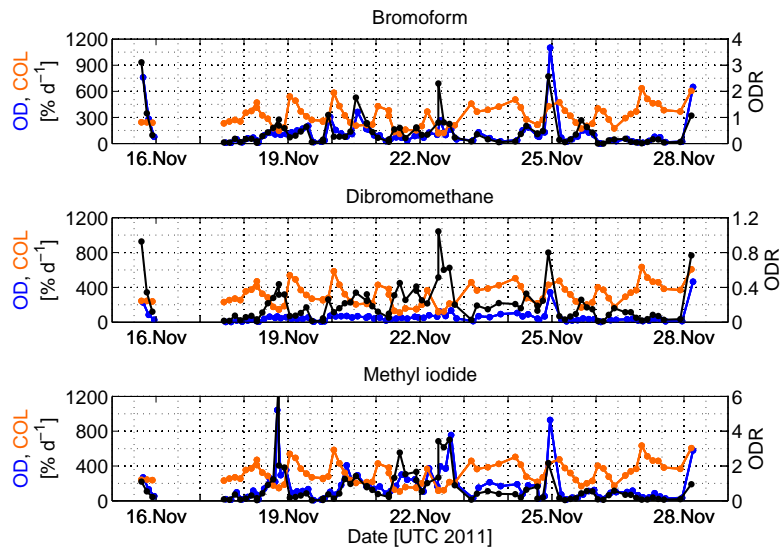 Bromoform
OD, COL
[% d⁻¹]
1200
900
600
300
0
4
3
2
1
0
ODR
16.Nov 19.Nov 22.Nov 25.Nov 28.Nov
Dibromomethane
OD, COL
[% d⁻¹]
1200
800
400
0
1.2
0.8
0.4
0
ODR
16.Nov 19.Nov 22.Nov 25.Nov 28.Nov
Methyl iodide
OD, COL
[% d⁻¹]
1200
800
400
0
6
4
2
0
ODR
16.Nov 19.Nov 22.Nov 25.Nov 28.Nov
Date [UTC 2011]